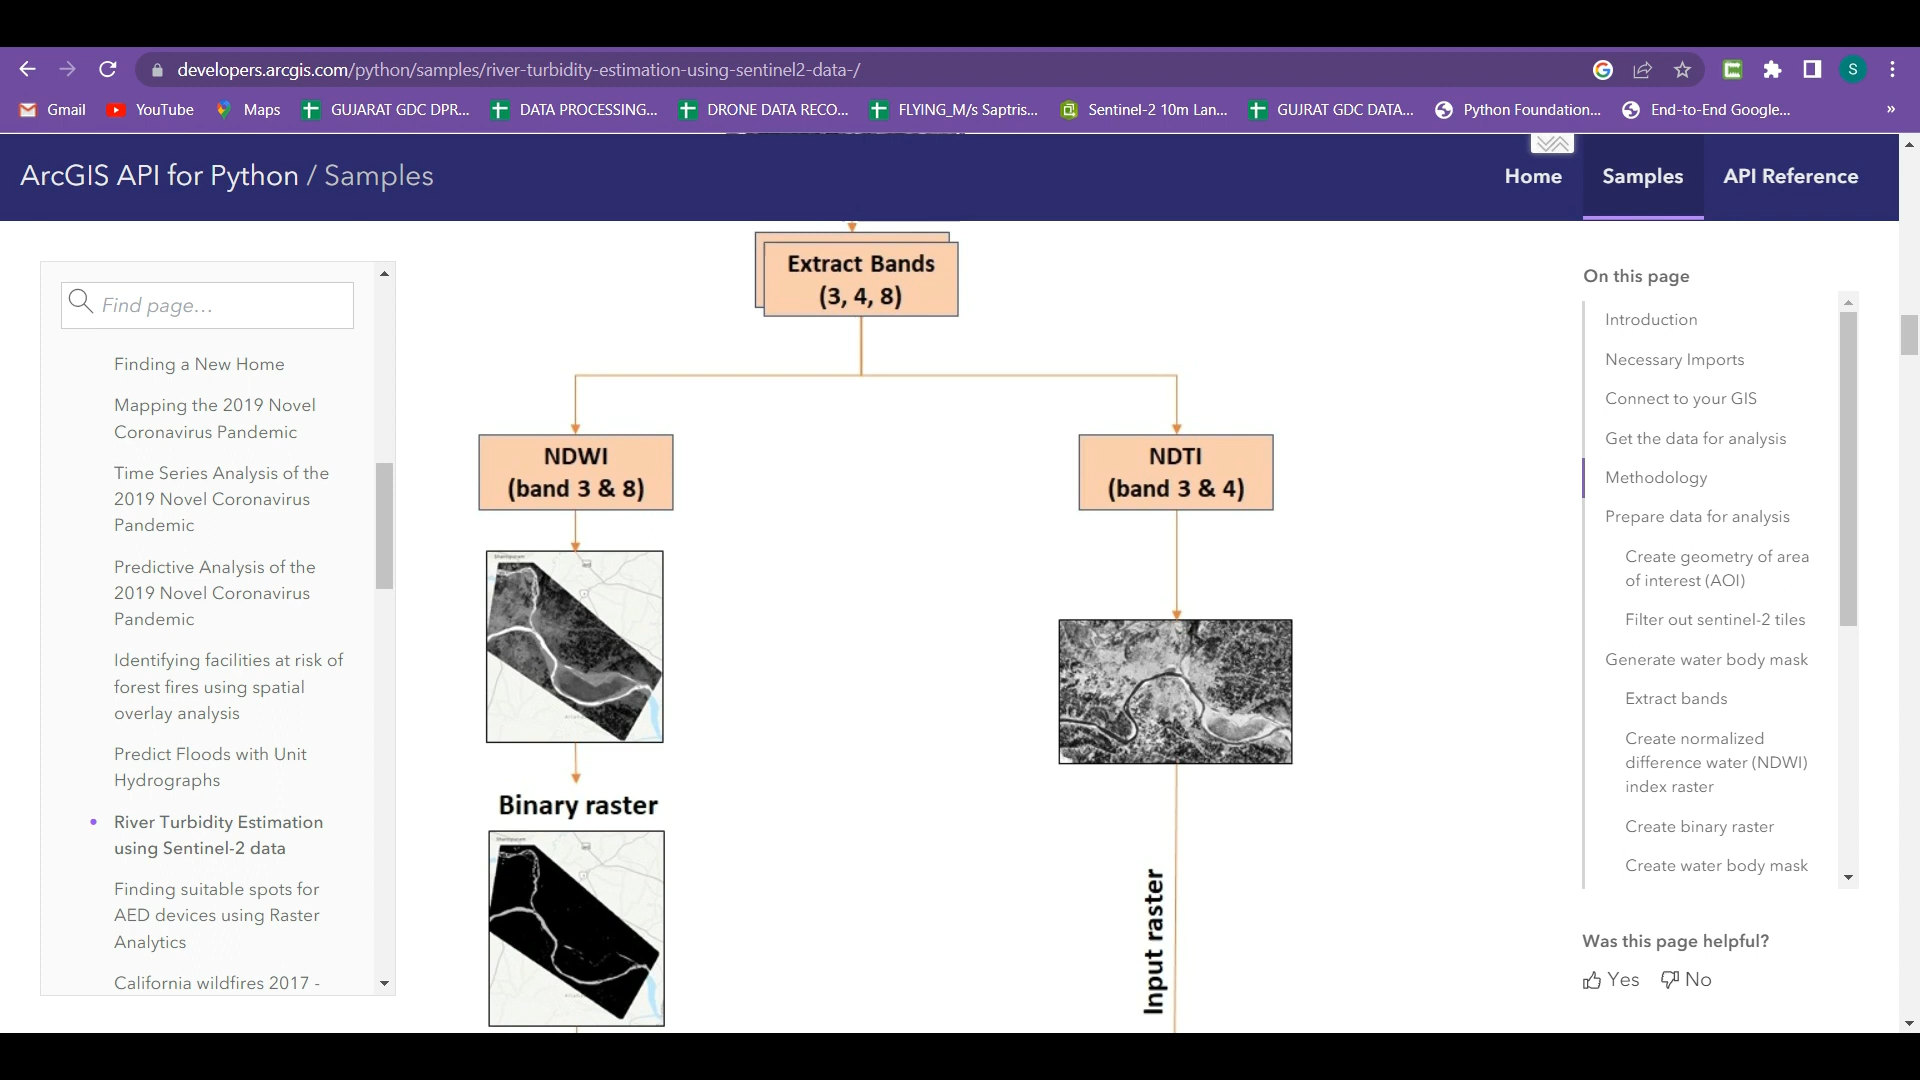 developers.arcgis.com/python/samples/river-turbidity-estimation-using-sentinel2-data-/
S
Gmail
YouTube
Maps
GUJARAT GDC DPR...
DATA PROCESSING...
DRONE DATA RECO...
FLYING_M/s Saptris...
Sentinel-2 10m Lan...
GUJRAT GDC DATA...
Python Foundation...
End-to-End Google...
»
ArcGIS API for Python / Samples
Home
Samples
API Reference
Find page...
Finding a New Home
Mapping the 2019 Novel
Coronavirus Pandemic
Time Series Analysis of the
2019 Novel Coronavirus
Pandemic
Predictive Analysis of the
2019 Novel Coronavirus
Pandemic
Identifying facilities at risk of
forest fires using spatial
overlay analysis
Predict Floods with Unit
Hydrographs
River Turbidity Estimation
using Sentinel-2 data
Finding suitable spots for
AED devices using Raster
Analytics
California wildfires 2017 -
Extract Bands
(3, 4, 8)
NDWI
(band 3 & 8)
NDTI
(band 3 & 4)
Binary raster
Input raster
On this page
Introduction
Necessary Imports
Connect to your GIS
Get the data for analysis
Methodology
Prepare data for analysis
Create geometry of area
of interest (AOI)
Filter out sentinel-2 tiles
Generate water body mask
Extract bands
Create normalized
difference water (NDWI)
index raster
Create binary raster
Create water body mask
Was this page helpful?
Yes
No